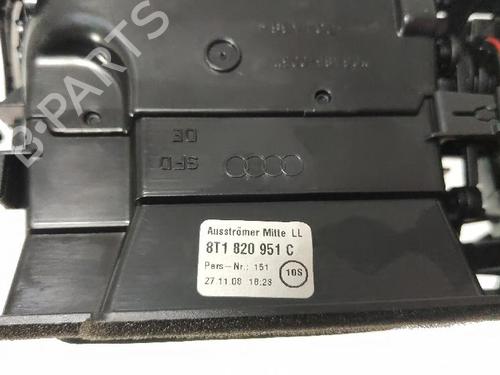 B-PARTS
DE
SFD
Ausströmer Mitte LL
8T1 820 951 C
Pers-Nr.: 151
27.11.08 18:23
10S